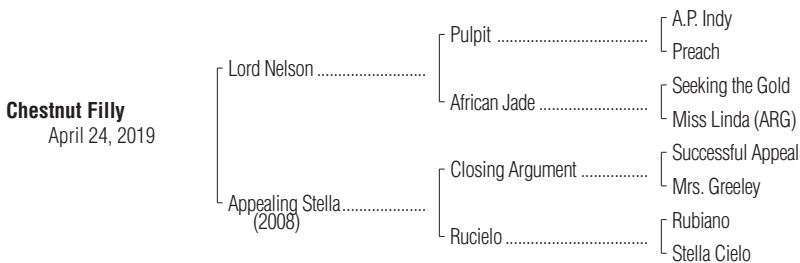 A.P. Indy
Pulpit ....................................
Preach
Lord Nelson ..........................
Seeking the Gold
African Jade ..........................
Miss Linda (ARG)
Chestnut Filly
April 24, 2019
Successful Appeal
Closing Argument ................
Mrs. Greeley
Appealing Stella....................
(2008)
Rubiano
Rucielo ..................................
Stella Cielo